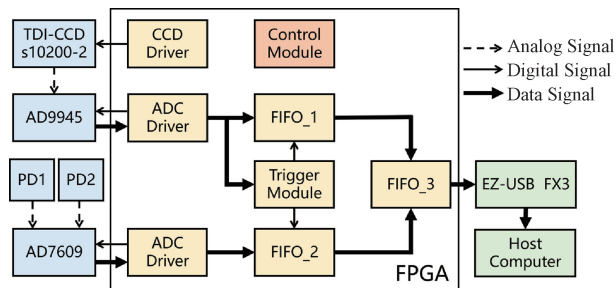 TDI-CCD
s10200-2
CCD
Driver
Control
Module
Analog Signal
Digital Signal
Data Signal
AD9945
ADC
Driver
FIFO_1
PD1
PD2
Trigger
Module
FIFO_3
EZ-USB FX3
AD7609
ADC
Driver
FIFO_2
Host
Computer
FPGA